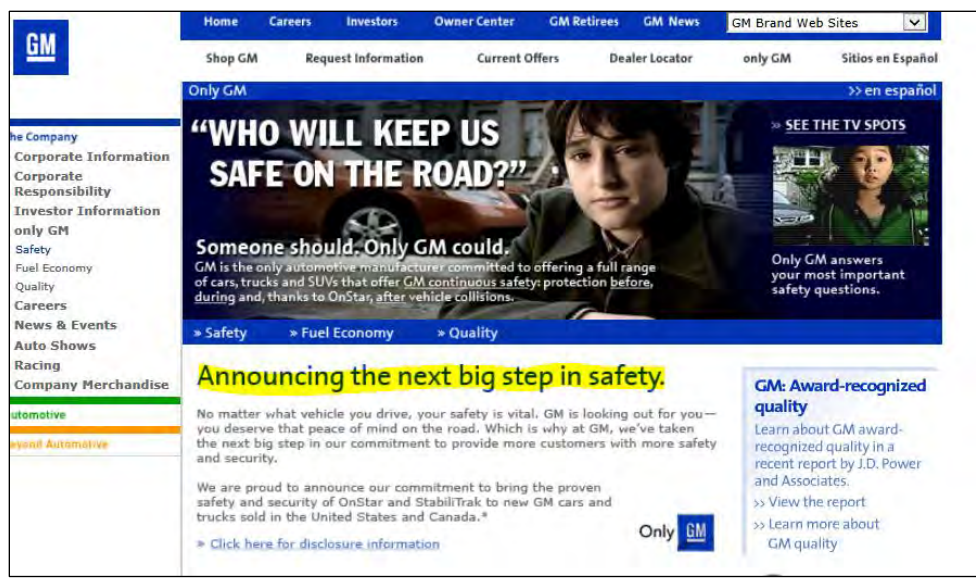 GM
Home Careers Investors Owner Center GM Retirees GM News GM Brand Web Sites
Shop GM Request Information Current Offers Dealer Locator only GM Sitios en Español
Only GM >> en español
“WHO WILL KEEP US
SAFE ON THE ROAD?”
Someone should. Only GM could.
GM is the only automotive manufacturer committed to offering a full range
of cars, trucks and SUVs that offer GM continuous safety: protection before,
during and, thanks to OnStar, after vehicle collisions.
» SEE THE TV SPOTS
Only GM answers
your most important
safety questions.
» Safety » Fuel Economy » Quality
he Company
Corporate Information
Corporate
Responsibility
Investor Information
only GM
Safety
Fuel Economy
Quality
Careers
News & Events
Auto Shows
Racing
Company Merchandise
utomotive
eyond Automotive
Announcing the next big step in safety.
No matter what vehicle you drive, your safety is vital. GM is looking out for you—
you deserve that peace of mind on the road. Which is why at GM, we’ve taken
the next big step in our commitment to provide more customers with more safety
and security.
We are proud to announce our commitment to bring the proven
safety and security of OnStar and StabiliTrak to new GM cars and
trucks sold in the United States and Canada.*
» Click here for disclosure information
Only GM
GM: Award-recognized
quality
Learn about GM award-
recognized quality in a
recent report by J.D. Power
and Associates.
>> View the report
>> Learn more about
GM quality